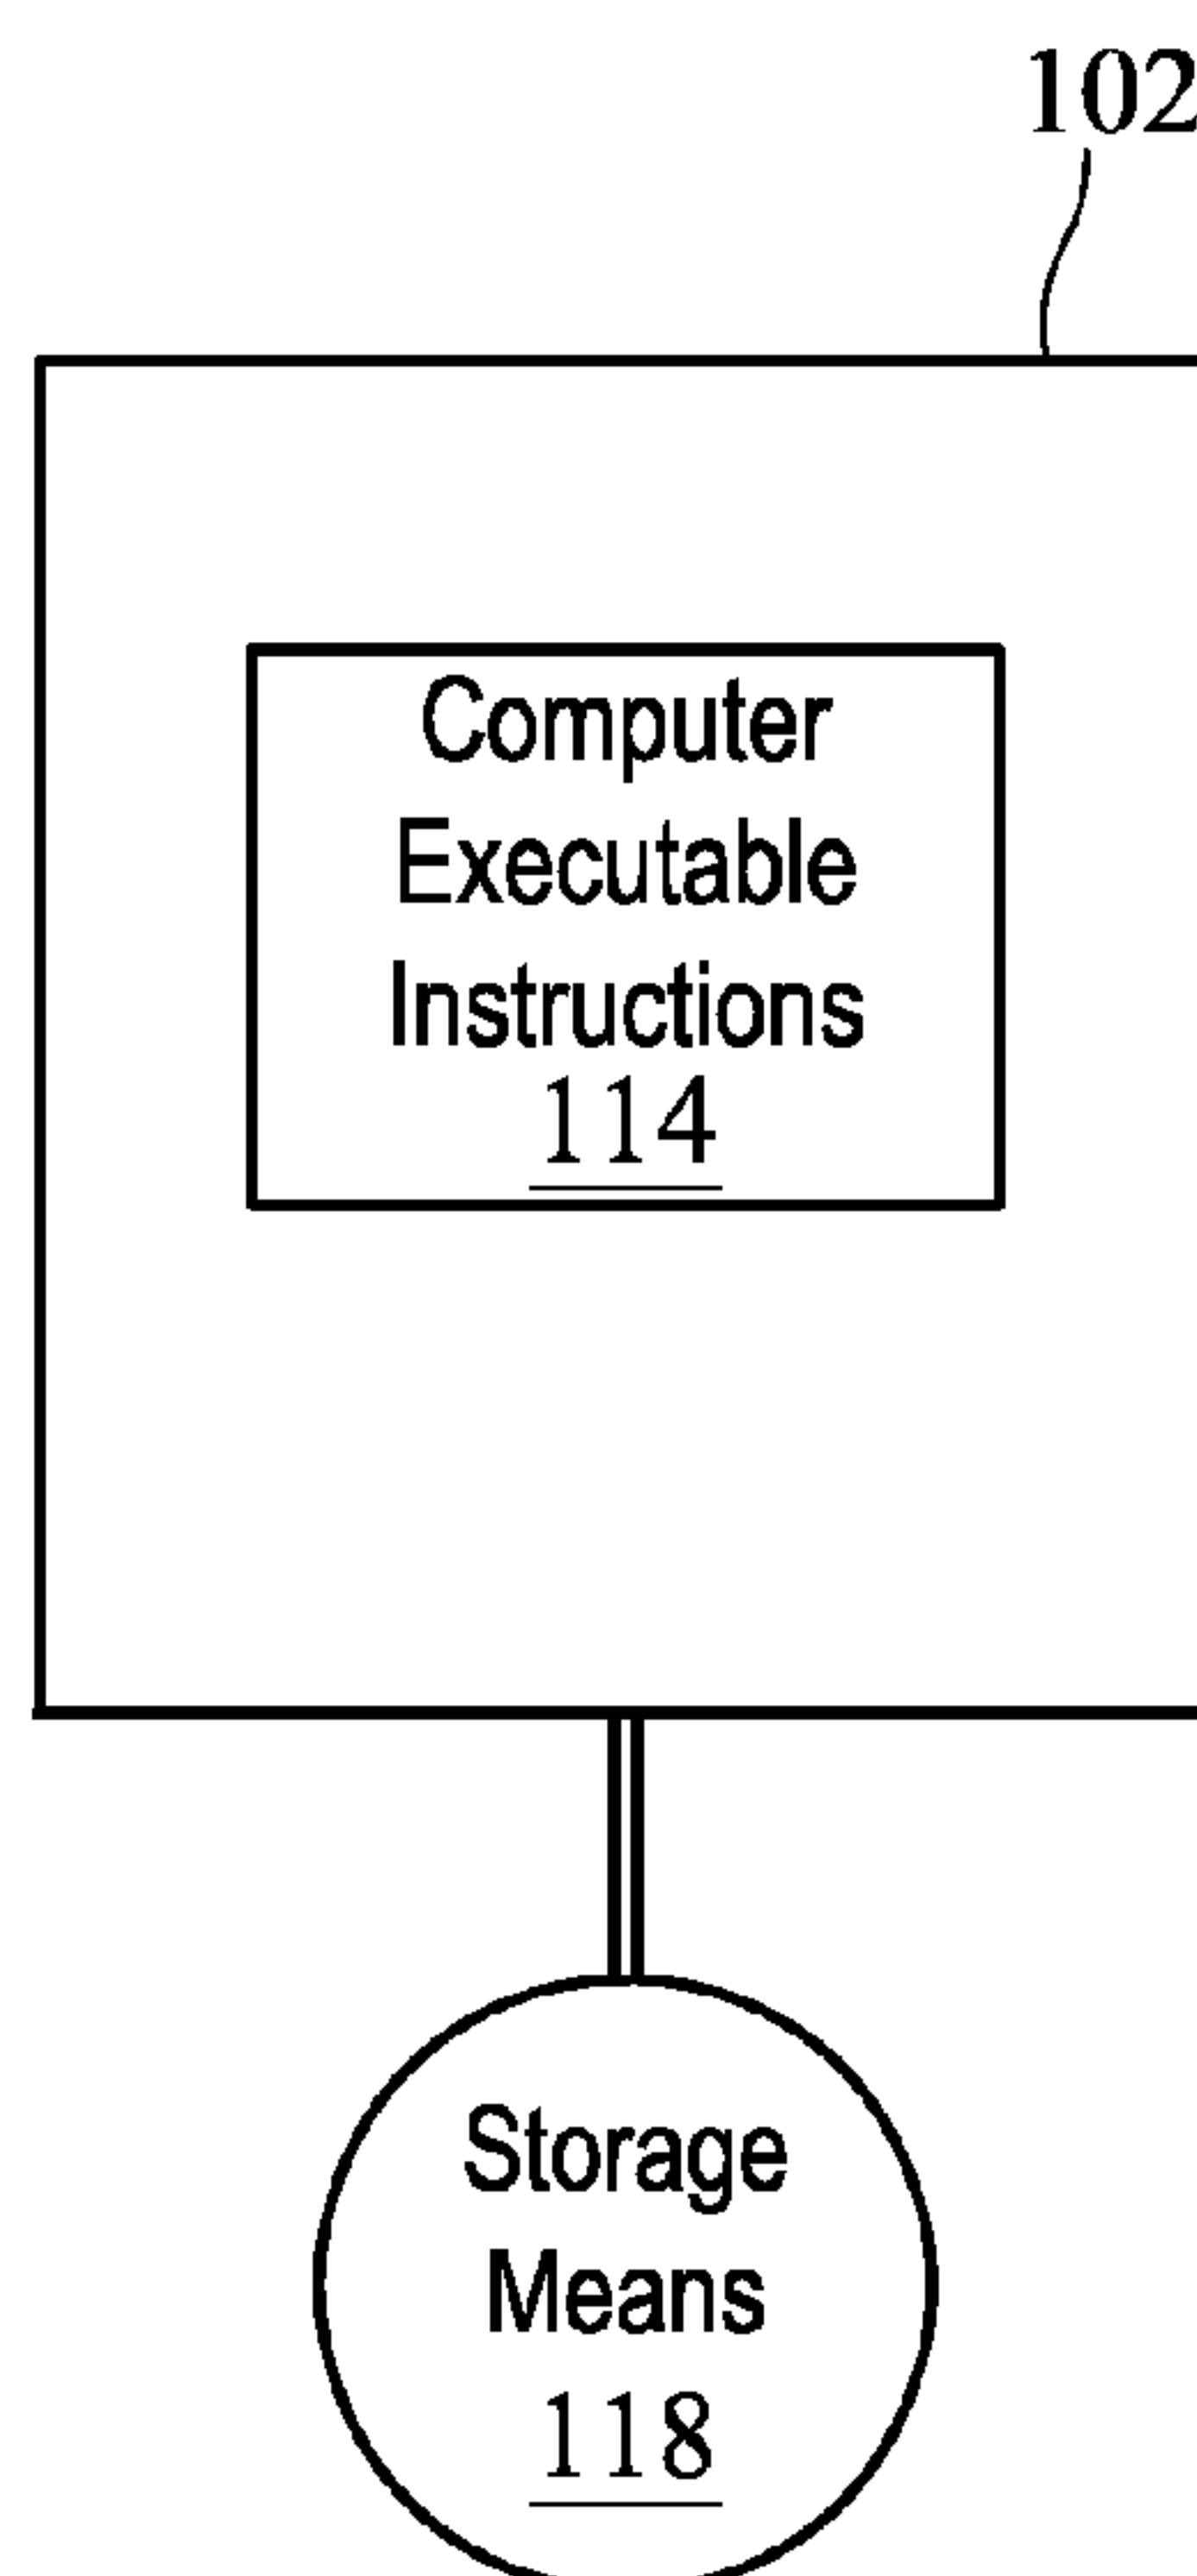 102
Computer
Executable
Instructions
114
Storage
Means
118